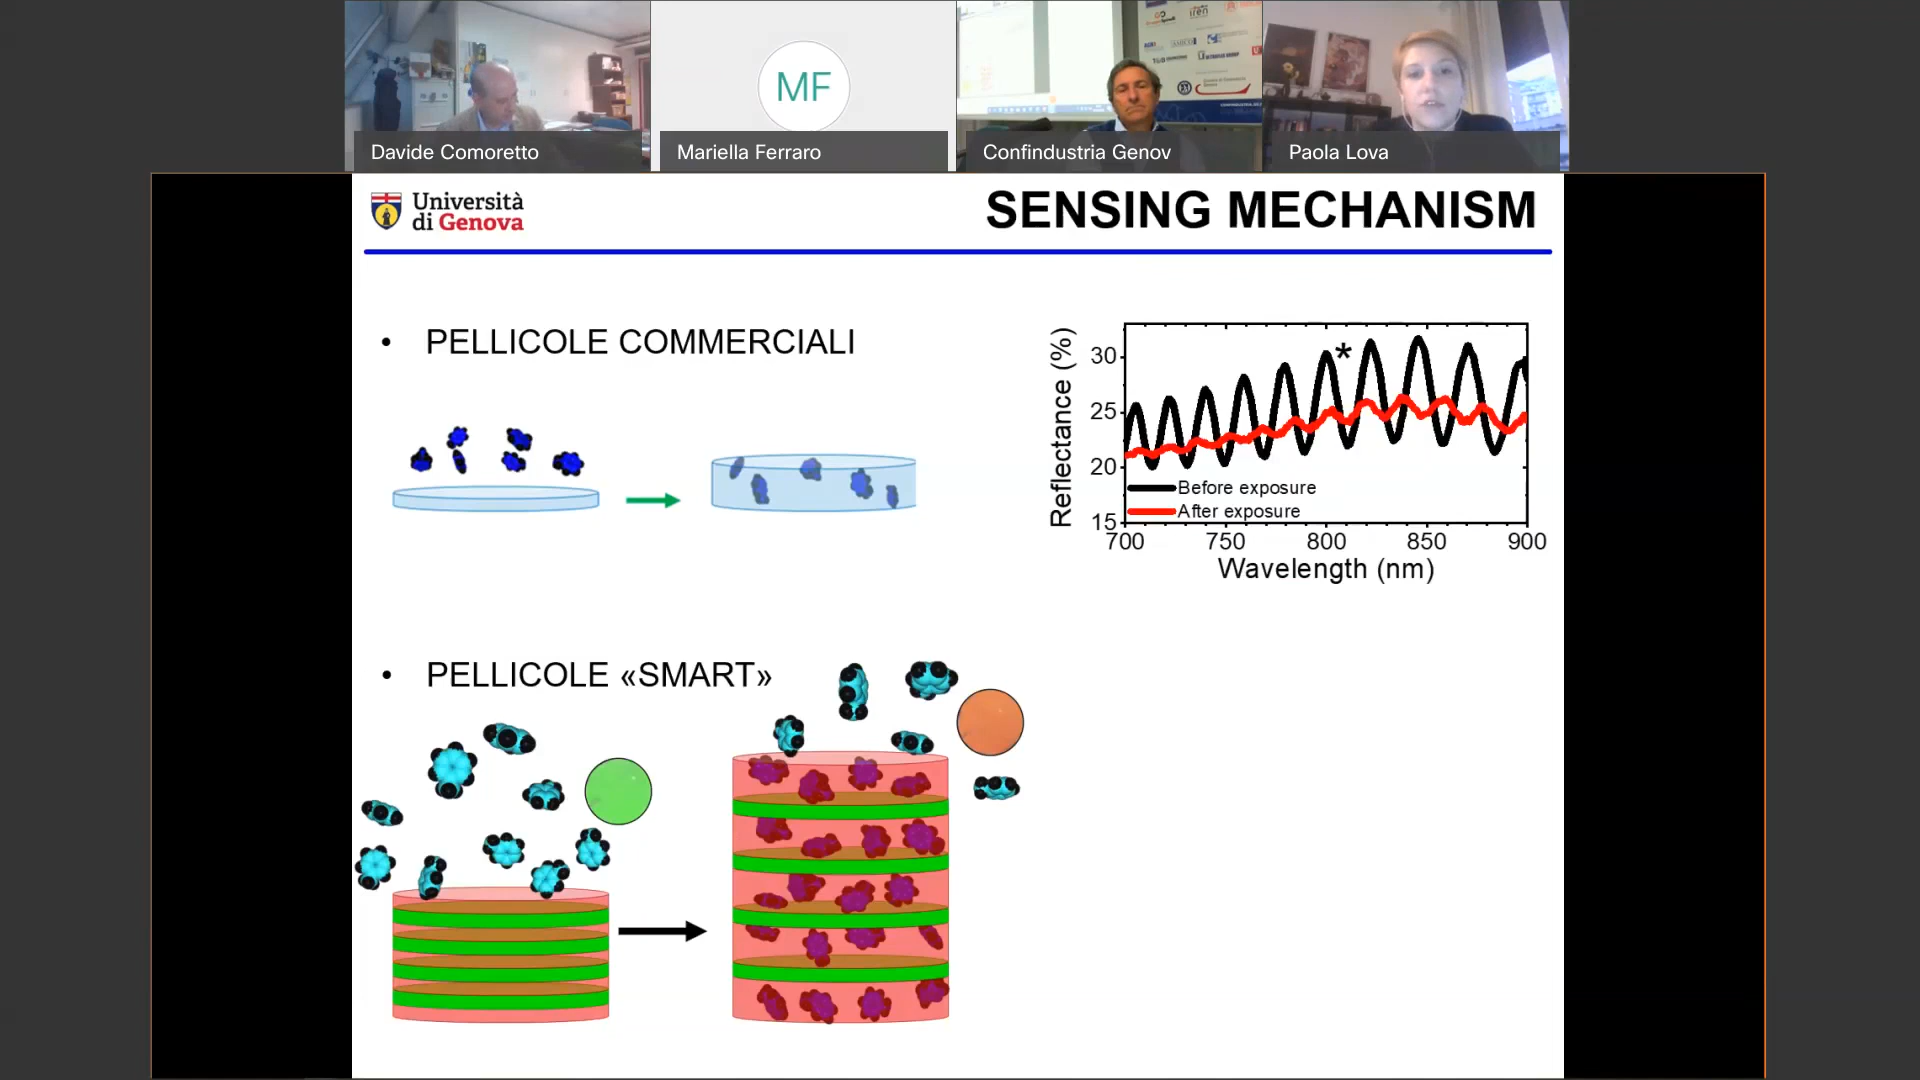 MF
Davide Comoretto
Mariella Ferraro
Confindustria Genov
Paola Lova
iren
Università
di Genova
SENSING MECHANISM
• PELLICOLE COMMERCIALI
Reflectance (%)
30
25
20
15
*
Before exposure
After exposure
700 750 800 850 900
Wavelength (nm)
• PELLICOLE «SMART»